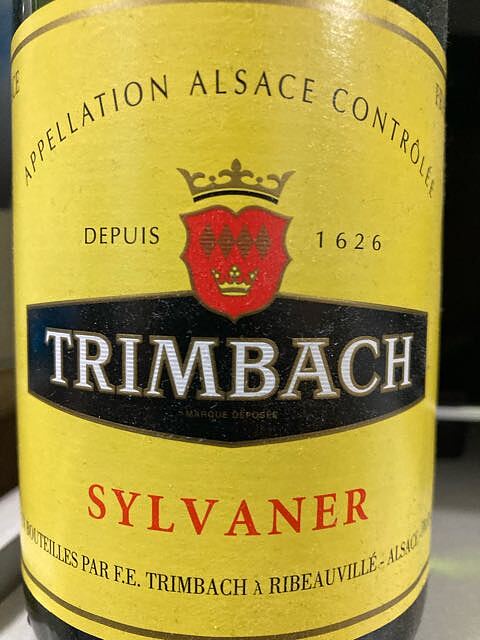 APPELLATION ALSACE CONTRÔLÉE
DEPUIS 1626
TRIMBACH
MARQUE DÉPOSÉE
SYLVANER
BOUTEILLES PAR F.E. TRIMBACH À RIBEAUVILLÉ - ALSACE